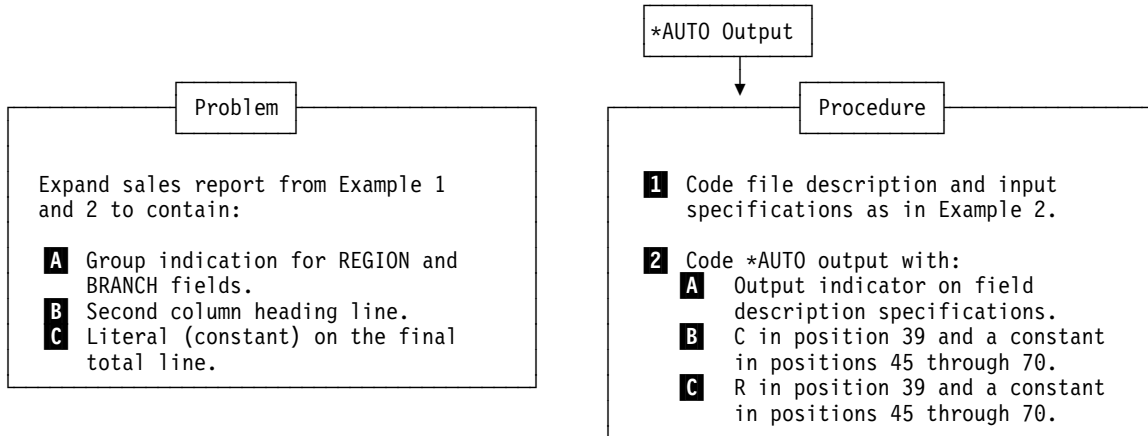 *AUTO Output
Problem
Expand sales report from Example 1
and 2 to contain:
A Group indication for REGION and
BRANCH fields.
B Second column heading line.
C Literal (constant) on the final
total line.
Procedure
1 Code file description and input
specifications as in Example 2.
2 Code *AUTO output with:
A Output indicator on field
description specifications.
B C in position 39 and a constant
in positions 45 through 70.
C R in position 39 and a constant
in positions 45 through 70.